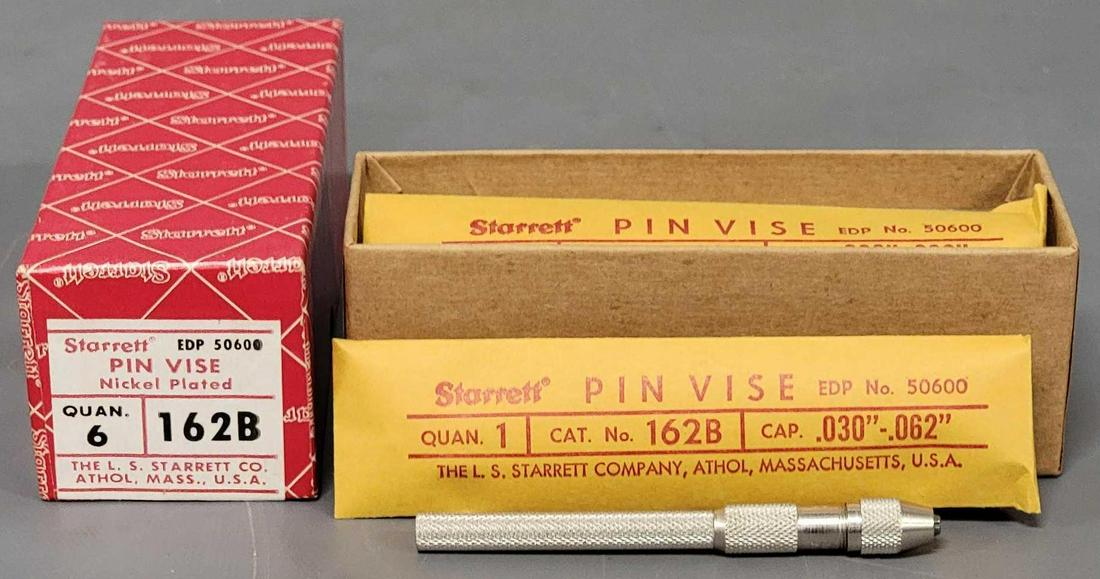 Starrett®
Starrett EDP 50600
PIN VISE
Nickel Plated
QUAN.
6
162B
THE L. S. STARRETT CO.
ATHOL, MASS., U.S.A.
Starrett® PIN VISE EDP No. 50600
Starrett® PIN VISE EDP No. 50600
QUAN. 1 CAT. No. 162B CAP. .030"-.062"
THE L. S. STARRETT COMPANY, ATHOL, MASSACHUSETTS, U.S.A.